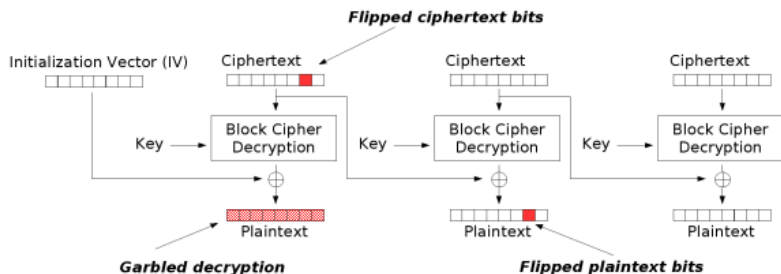 Flipped ciphertext bits
Initialization Vector (IV)
Ciphertext
Ciphertext
Ciphertext
Key
Block Cipher
Decryption
Key
Block Cipher
Decryption
Key
Block Cipher
Decryption
Plaintext
Plaintext
Plaintext
Garbled decryption
Flipped plaintext bits